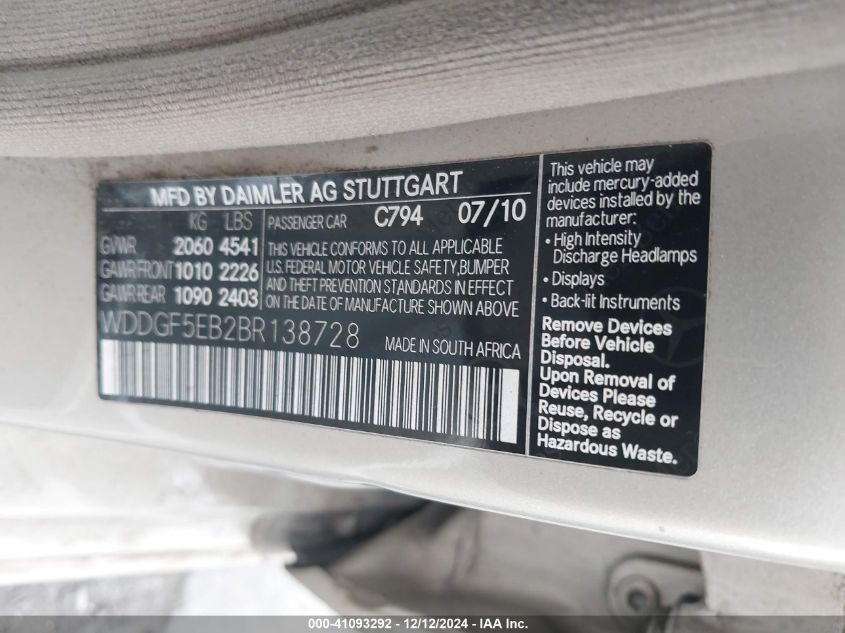 MFD BY DAIMLER AG STUTTGART
KG LBS
GVWR 2060 4541
GAWR FRONT 1010 2226
GAWR REAR 1090 2403
PASSENGER CAR C794 07/10
THIS VEHICLE CONFORMS TO ALL APPLICABLE
U.S. FEDERAL MOTOR VEHICLE SAFETY,BUMPER
AND THEFT PREVENTION STANDARDS IN EFFECT
ON THE DATE OF MANUFACTURE SHOWN ABOVE
WDDGF5EB2BR138728
MADE IN SOUTH AFRICA
This vehicle may
include mercury-added
devices installed by the
manufacturer:
• High Intensity
Discharge Headlamps
• Displays
• Back-lit Instruments
Remove Devices
Before Vehicle
Disposal.
Upon Removal of
Devices Please
Reuse, Recycle or
Dispose as
Hazardous Waste.
000-41093292 - 12/12/2024 - IAA Inc.